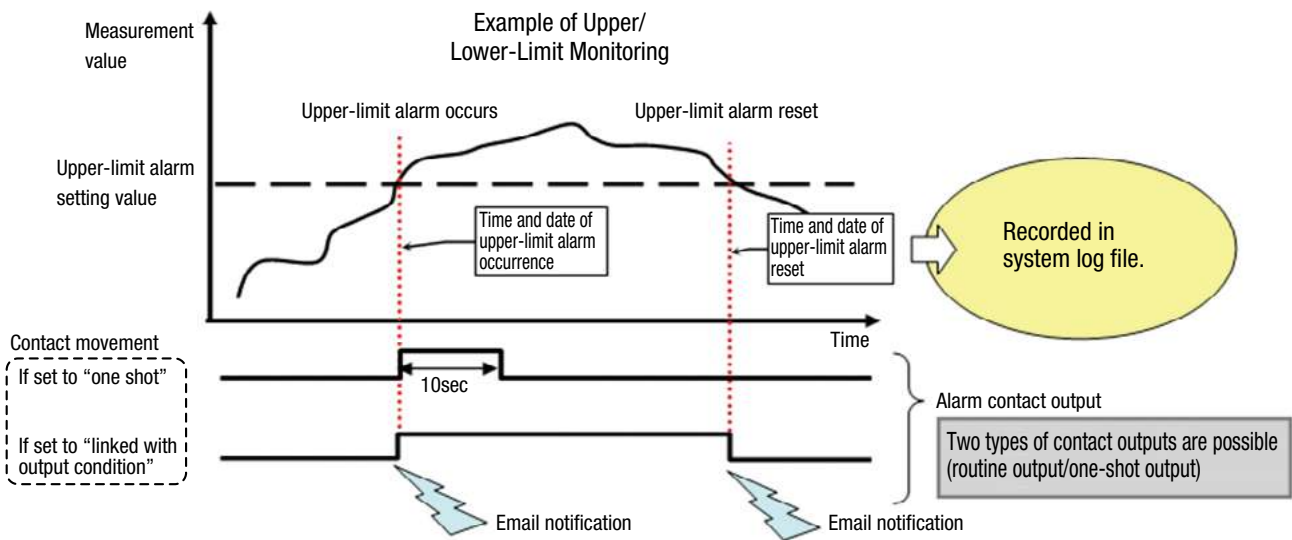 Example of Upper/
Lower-Limit Monitoring
Measurement
value
Upper-limit alarm occurs
Upper-limit alarm reset
Upper-limit alarm
setting value
Time and date of
upper-limit alarm
occurrence
Time and date of
upper-limit alarm
reset
Recorded in
system log file.
Time
Contact movement
If set to “one shot”
10sec
If set to “linked with
output condition”
Alarm contact output
Two types of contact outputs are possible
(routine output/one-shot output)
Email notification
Email notification